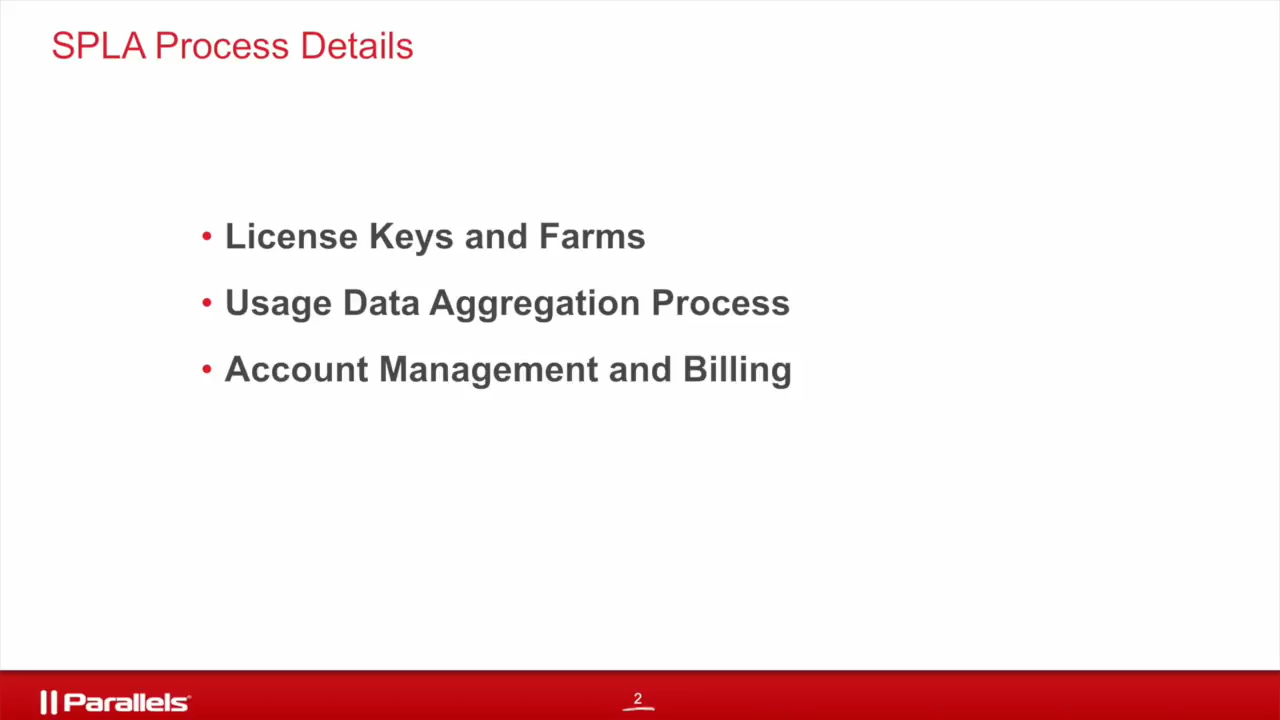 SPLA Process Details
• License Keys and Farms
• Usage Data Aggregation Process
• Account Management and Billing
Parallels
2